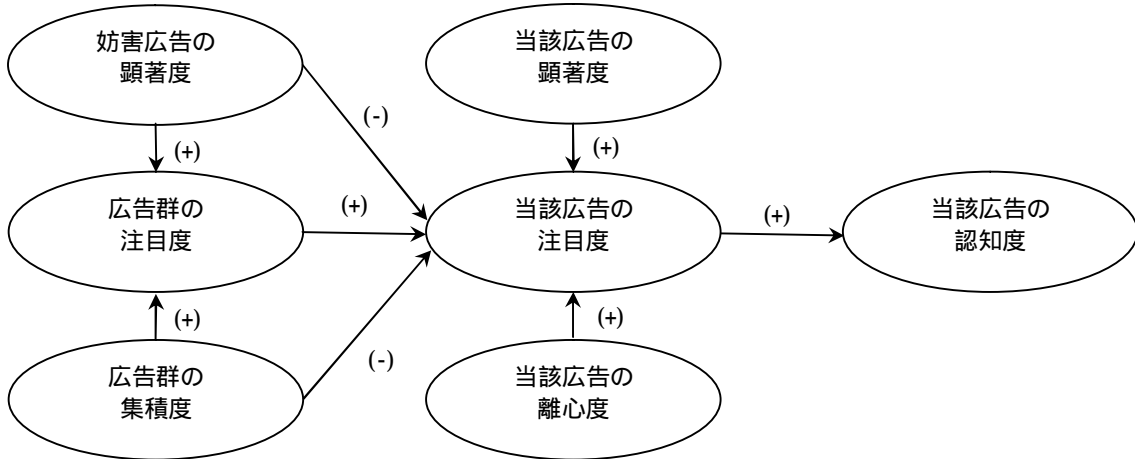 妨害広告の
顕著度
当該広告の
顕著度
(-)
(+)
(+)
広告群の
注目度
(+)
当該広告の
注目度
(+)
当該広告の
認知度
(+)
(+)
広告群の
集積度
(-)
当該広告の
離心度